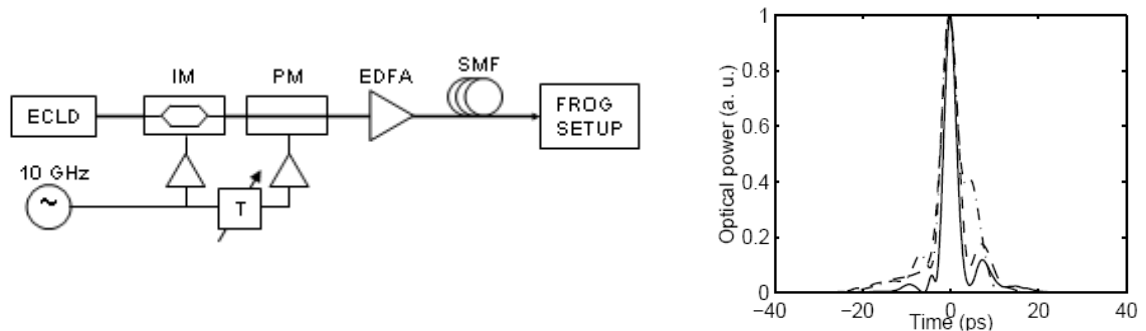 IM
PM
EDFA
SMF
ECLD
FROG
SETUP
10 GHz
~
T
Optical power (a. u.)
1
0.8
0.6
0.4
0.2
0
−40
−20
0
20
40
Time (ps)